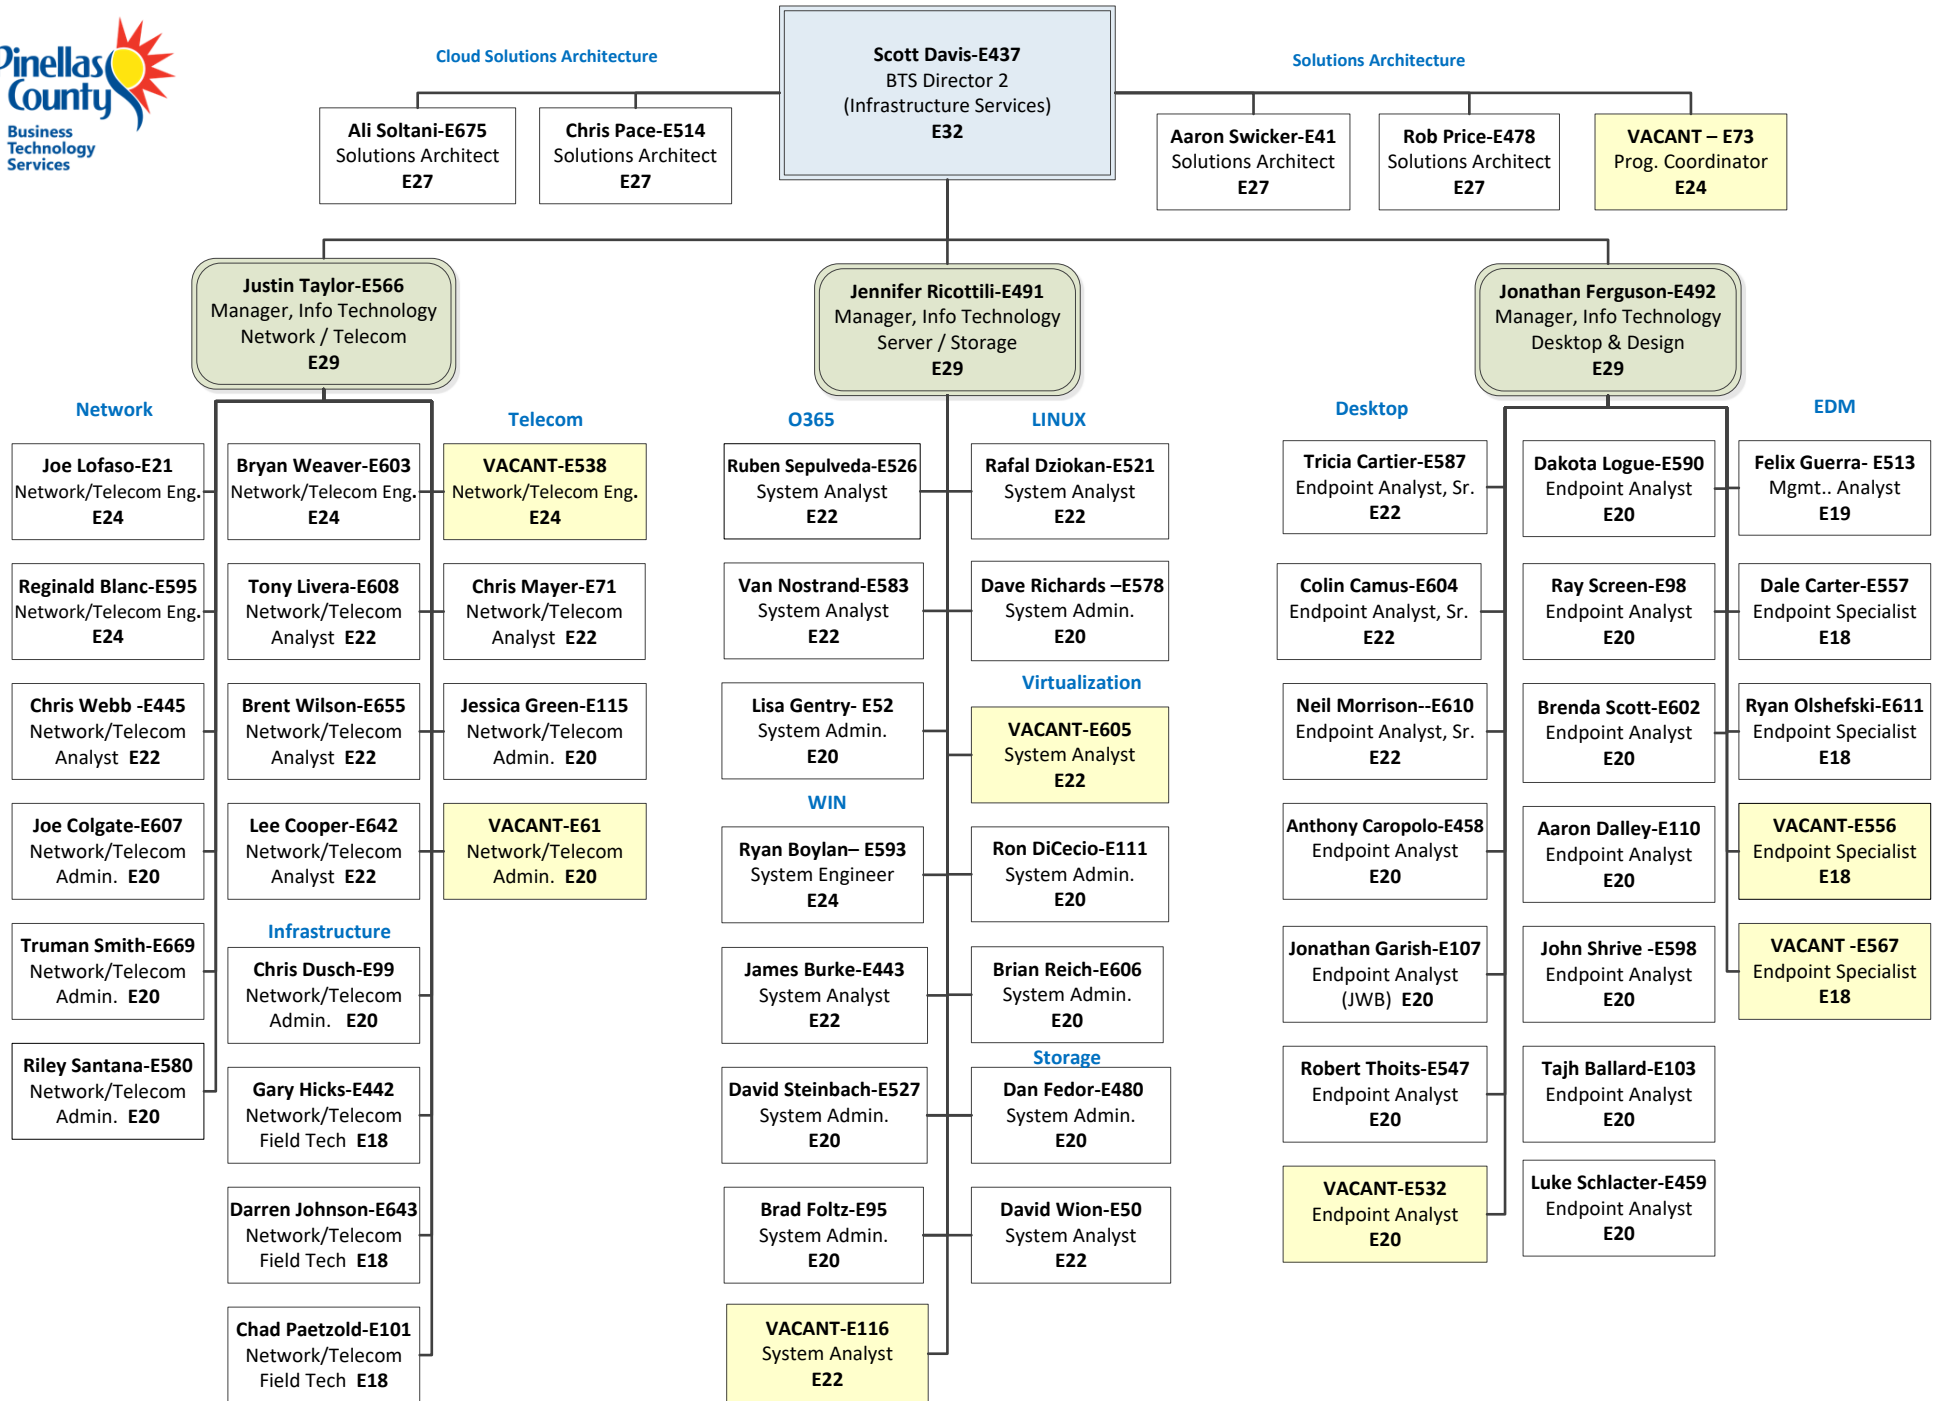 Pinellas
County
Business
Technology
Services
Cloud Solutions Architecture
Scott Davis-E437
BTS Director 2
(Infrastructure Services)
E32
Solutions Architecture
Ali Soltani-E675
Solutions Architect
E27
Chris Pace-E514
Solutions Architect
E27
Aaron Swicker-E41
Solutions Architect
E27
Rob Price-E478
Solutions Architect
E27
VACANT – E73
Prog. Coordinator
E24
Justin Taylor-E566
Manager, Info Technology
Network / Telecom
E29
Jennifer Ricottili-E491
Manager, Info Technology
Server / Storage
E29
Jonathan Ferguson-E492
Manager, Info Technology
Desktop & Design
E29
Network
Joe Lofaso-E21
Network/Telecom Eng.
E24
Reginald Blanc-E595
Network/Telecom Eng.
E24
Chris Webb -E445
Network/Telecom
Analyst E22
Joe Colgate-E607
Network/Telecom
Admin. E20
Truman Smith-E669
Network/Telecom
Admin. E20
Riley Santana-E580
Network/Telecom
Admin. E20
Bryan Weaver-E603
Network/Telecom Eng.
E24
Tony Livera-E608
Network/Telecom
Analyst E22
Brent Wilson-E655
Network/Telecom
Analyst E22
Lee Cooper-E642
Network/Telecom
Analyst E22
Infrastructure
Chris Dusch-E99
Network/Telecom
Admin. E20
Gary Hicks-E442
Network/Telecom
Field Tech E18
Darren Johnson-E643
Network/Telecom
Field Tech E18
Chad Paetzold-E101
Network/Telecom
Field Tech E18
Telecom
VACANT-E538
Network/Telecom Eng.
E24
Chris Mayer-E71
Network/Telecom
Analyst E22
Jessica Green-E115
Network/Telecom
Admin. E20
VACANT-E61
Network/Telecom
Admin. E20
O365
Ruben Sepulveda-E526
System Analyst
E22
Van Nostrand-E583
System Analyst
E22
Lisa Gentry- E52
System Admin.
E20
WIN
Ryan Boylan– E593
System Engineer
E24
James Burke-E443
System Analyst
E22
David Steinbach-E527
System Admin.
E20
Brad Foltz-E95
System Admin.
E20
VACANT-E116
System Analyst
E22
LINUX
Rafal Dziokan-E521
System Analyst
E22
Dave Richards –E578
System Admin.
E20
Virtualization
VACANT-E605
System Analyst
E22
Ron DiCecio-E111
System Admin.
E20
Brian Reich-E606
System Admin.
E20
Storage
Dan Fedor-E480
System Admin.
E20
David Wion-E50
System Analyst
E22
Desktop
Tricia Cartier-E587
Endpoint Analyst, Sr.
E22
Colin Camus-E604
Endpoint Analyst, Sr.
E22
Neil Morrison--E610
Endpoint Analyst, Sr.
E22
Anthony Caropolo-E458
Endpoint Analyst
E20
Jonathan Garish-E107
Endpoint Analyst
(JWB) E20
Robert Thoits-E547
Endpoint Analyst
E20
VACANT-E532
Endpoint Analyst
E20
Dakota Logue-E590
Endpoint Analyst
E20
Ray Screen-E98
Endpoint Analyst
E20
Brenda Scott-E602
Endpoint Analyst
E20
Aaron Dalley-E110
Endpoint Analyst
E20
John Shrive -E598
Endpoint Analyst
E20
Tajh Ballard-E103
Endpoint Analyst
E20
Luke Schlacter-E459
Endpoint Analyst
E20
EDM
Felix Guerra- E513
Mgmt.. Analyst
E19
Dale Carter-E557
Endpoint Specialist
E18
Ryan Olshefski-E611
Endpoint Specialist
E18
VACANT-E556
Endpoint Specialist
E18
VACANT -E567
Endpoint Specialist
E18